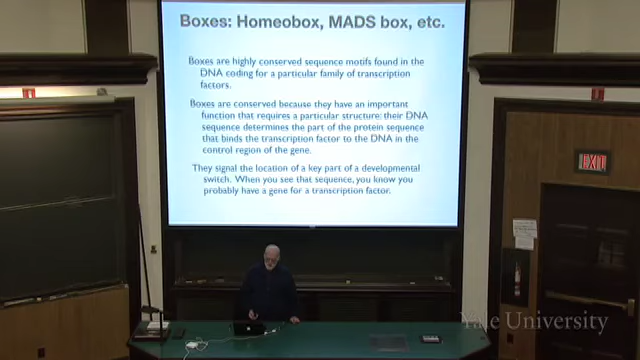 Boxes: Homeobox, MADS box, etc.
Boxes are highly conserved sequence motifs found in the
DNA coding for a particular family of transcription
factors.
Boxes are conserved because they have an important
function that requires a particular structure: their DNA
sequence determines the part of the protein sequence
that binds the transcription factor to the DNA in the
control region of the gene.
They signal the location of a key part of a developmental
switch. When you see that sequence, you know you
probably have a gene for a transcription factor.
EXIT
Yale University